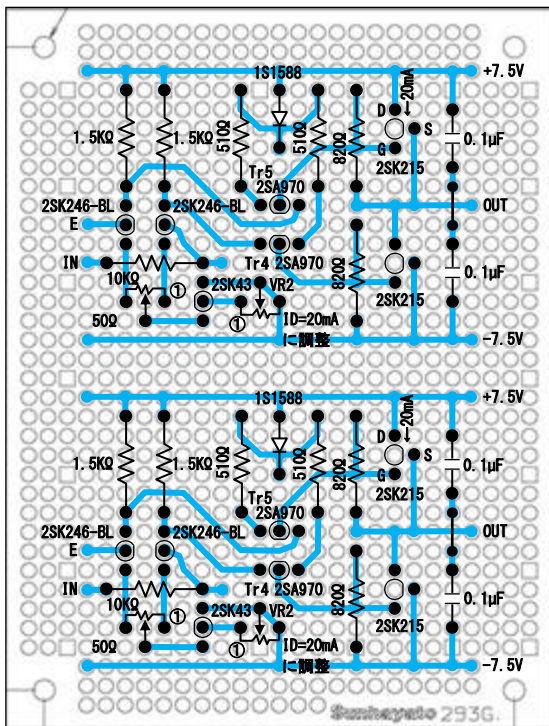 1S1588
+7.5V
20mA
D
S
1.5KΩ
1.5KΩ
510Ω
510Ω
820Ω
G
2SK215
0.1μF
Tr5
2SA970
2SK246-BL
2SK246-BL
OUT
E
IN
10KΩ
①
2SK43
Tr4
2SA970
VR2
820Ω
2SK215
0.1μF
50Ω
①
ID=20mA
に調整
-7.5V
1S1588
+7.5V
20mA
D
S
1.5KΩ
1.5KΩ
510Ω
510Ω
820Ω
G
2SK215
0.1μF
Tr5
2SA970
2SK246-BL
2SK246-BL
OUT
E
IN
10KΩ
①
2SK43
Tr4
2SA970
VR2
820Ω
2SK215
0.1μF
50Ω
①
ID=20mA
に調整
-7.5V
Sunhayato 293G.